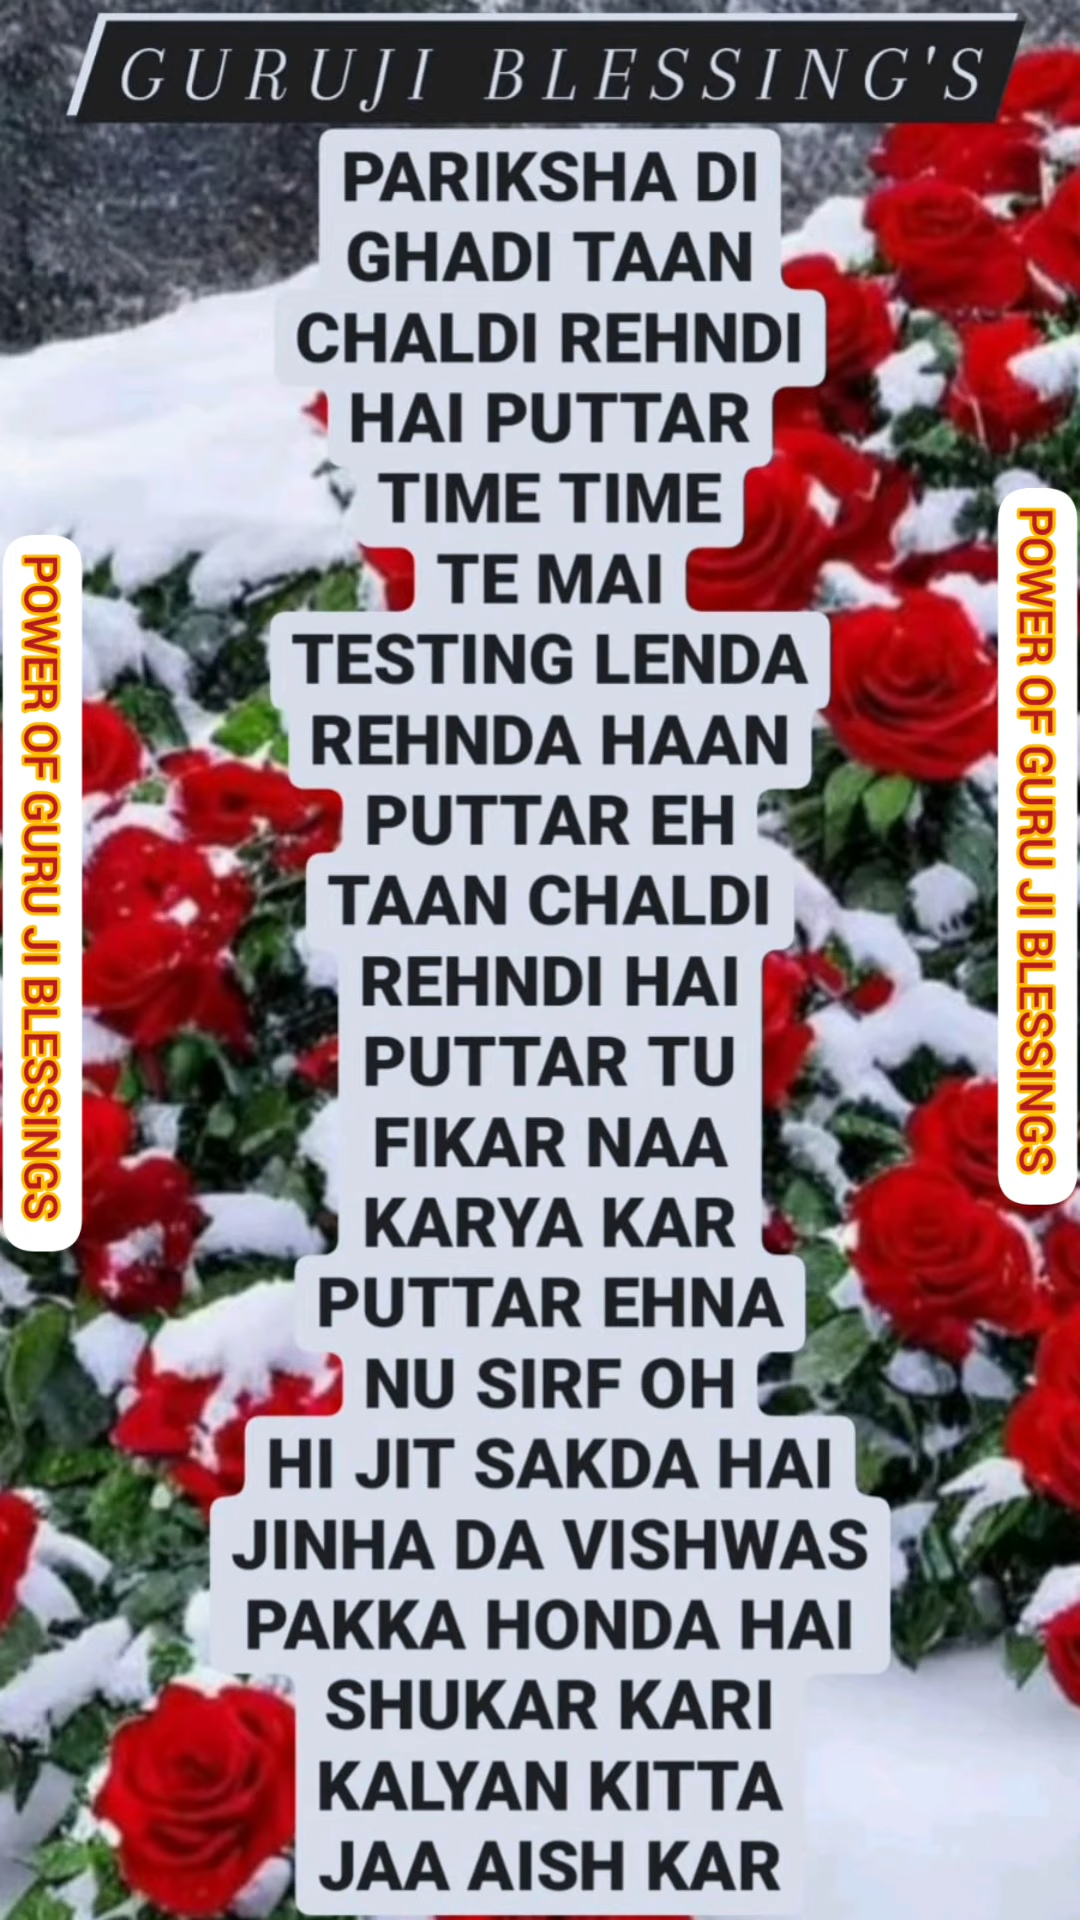 GURUJI BLESSING'S
PARIKSHA DI
GHADI TAAN
CHALDI REHNDI
HAI PUTTAR
TIME TIME
TE MAI
TESTING LENDA
REHNDA HAAN
PUTTAR EH
TAAN CHALDI
REHNDI HAI
PUTTAR TU
FIKAR NAA
KARYA KAR
PUTTAR EHNA
NU SIRF OH
HI JIT SAKDA HAI
JINHA DA VISHWAS
PAKKA HONDA HAI
SHUKAR KARI
KALYAN KITTA
JAA AISH KAR
POWER OF GURU JI BLESSINGS
POWER OF GURU JI BLESSINGS